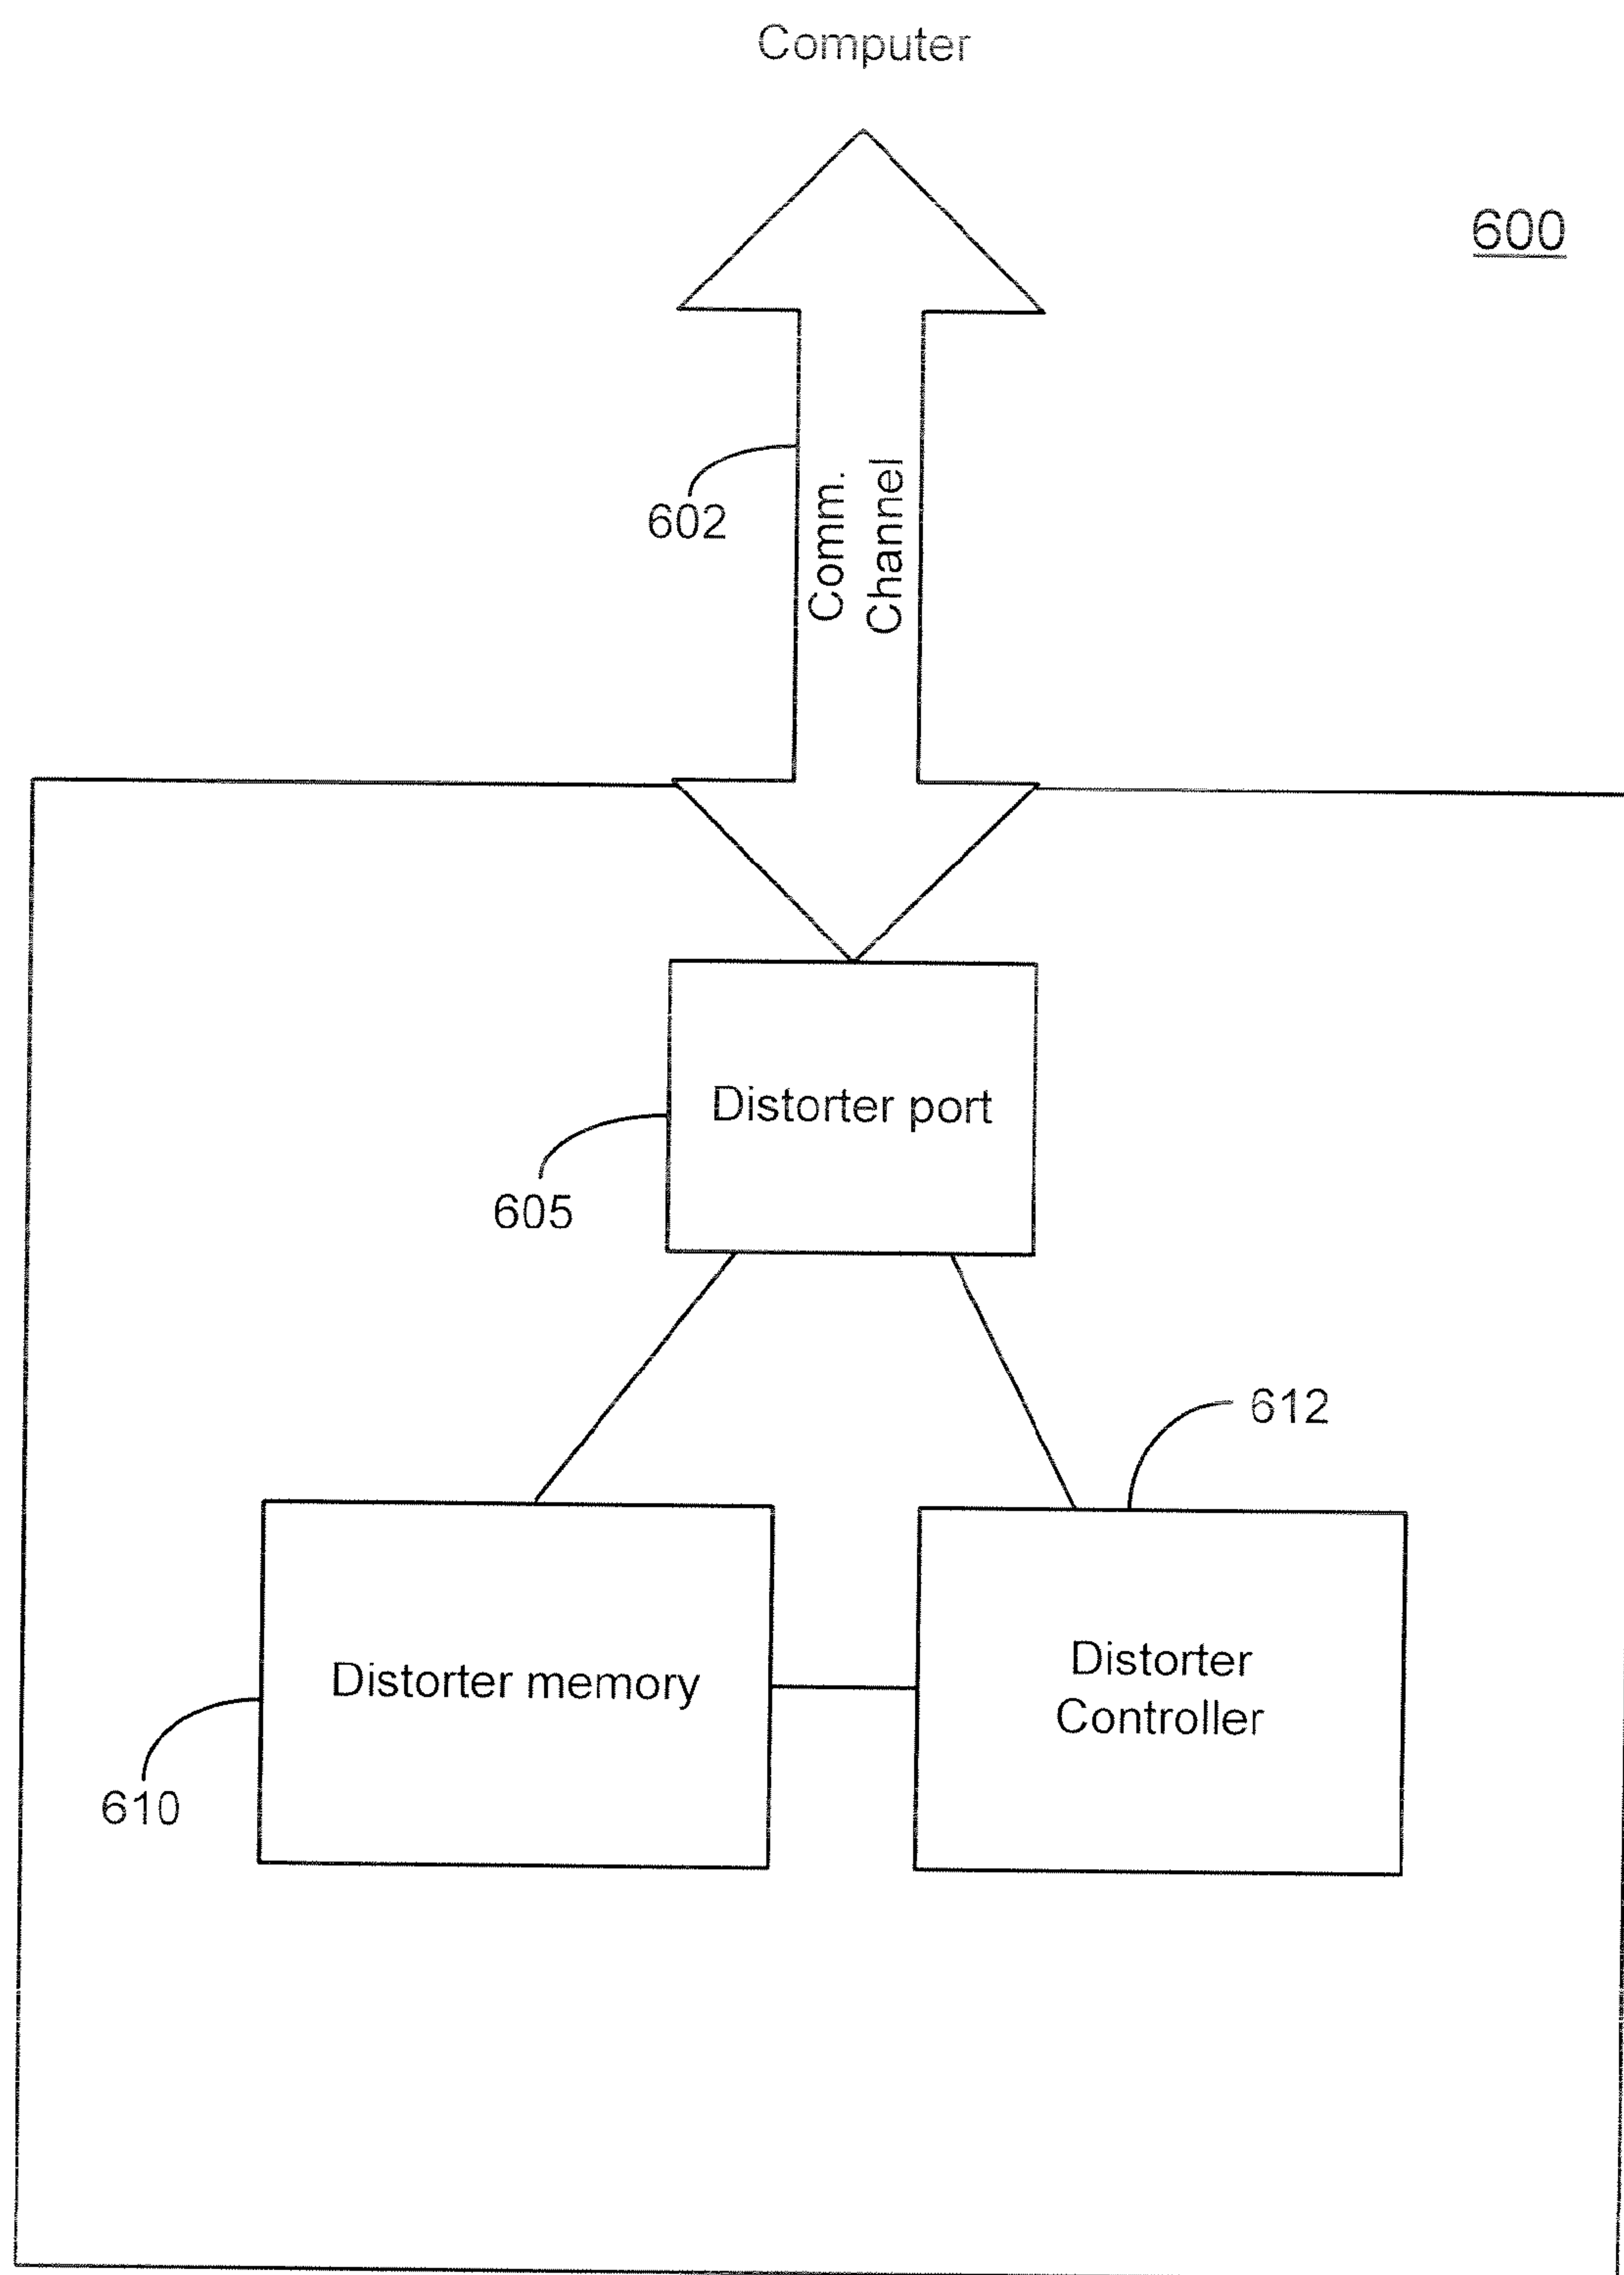 Computer
600
602
Comm.
Channel
Distorter port
605
612
Distorter memory
Distorter
Controller
610